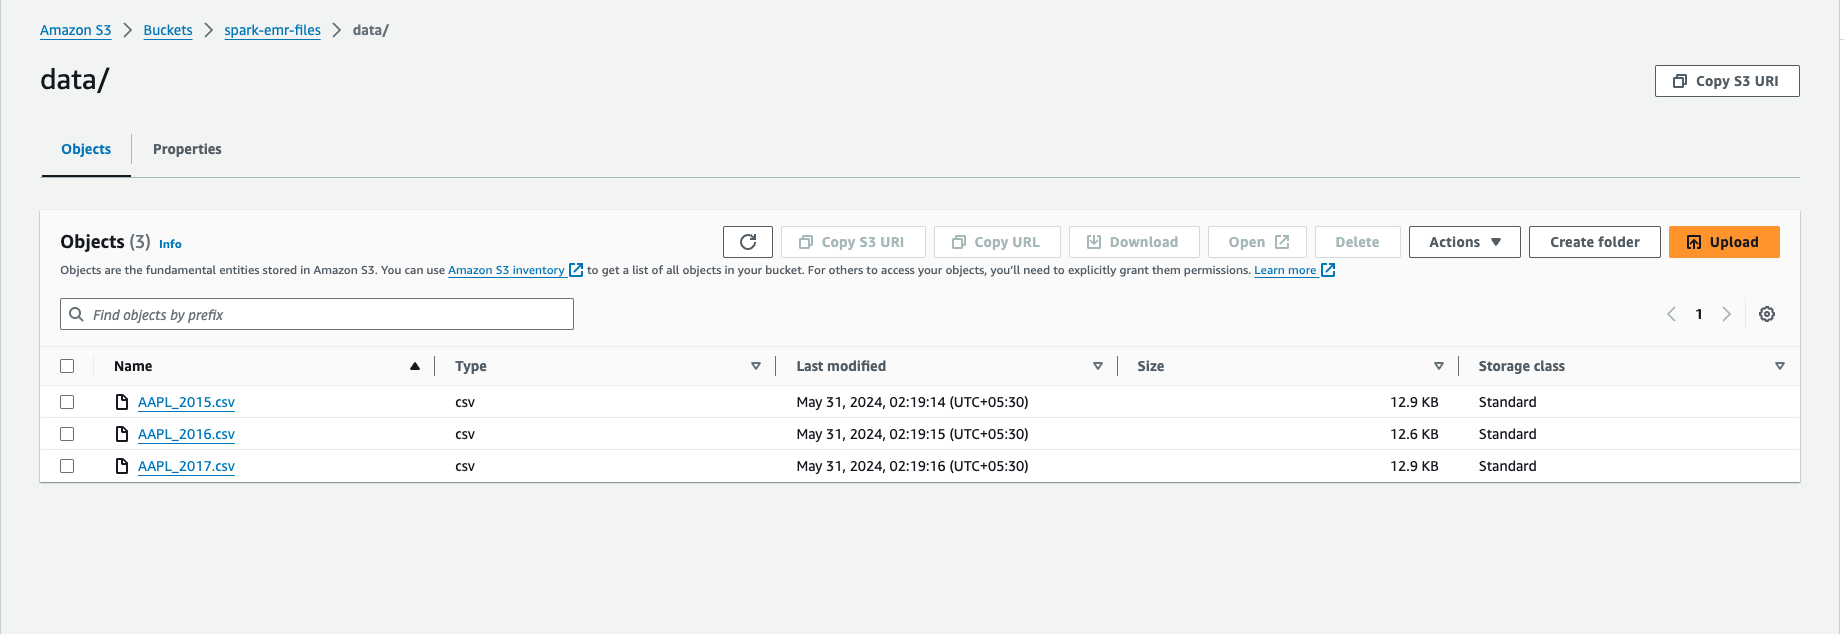 Amazon S3 > Buckets > spark-emr-files > data/
data/
Copy S3 URI
Objects Properties
Objects (3) Info
Copy S3 URI Copy URL Download Open Delete Actions Create folder Upload
Objects are the fundamental entities stored in Amazon S3. You can use Amazon S3 inventory to get a list of all objects in your bucket. For others to access your objects, you'll need to explicitly grant them permissions. Learn more
Find objects by prefix
1
Name Type Last modified Size Storage class
AAPL_2015.csv csv May 31, 2024, 02:19:14 (UTC+05:30) 12.9 KB Standard
AAPL_2016.csv csv May 31, 2024, 02:19:15 (UTC+05:30) 12.6 KB Standard
AAPL_2017.csv csv May 31, 2024, 02:19:16 (UTC+05:30) 12.9 KB Standard